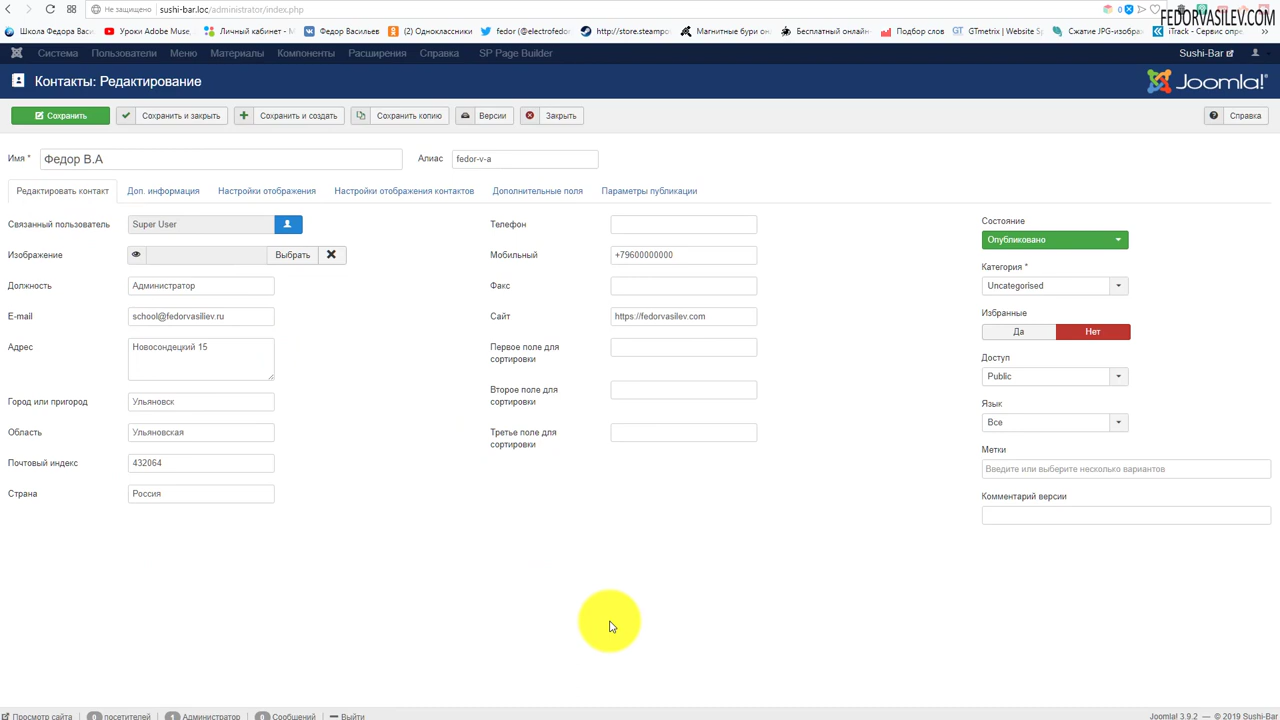 Не защищено sushi-bar.loc/administrator/index.php
0
FEDORVASILEV.COM
Школа Федора Васи
Уроки Adobe Muse,
Личный кабинет - M
Федор Васильев
(2) Одноклассники
fedor (@electrofedo
http://store.steampo
Магнитные бури он
Бесплатный онлайн
Подбор слов
GTmetrix | Website S
Сжатие JPG-изобра
iTrack - Сервис опре
Система Пользователи Меню Материалы Компоненты Расширения Справка SP Page Builder
Sushi-Bar
Контакты: Редактирование
Joomla!
Сохранить Сохранить и закрыть Сохранить и создать Сохранить копию Версии Закрыть Справка
Имя * Федор В.А Алиас fedor-v-a
Редактировать контакт Доп. информация Настройки отображения Настройки отображения контактов Дополнительные поля Параметры публикации
Связанный пользователь Super User
Изображение Выбрать
Должность Администратор
E-mail school@fedorvasiliev.ru
Адрес Новосондецкий 15
Город или пригород Ульяновск
Область Ульяновская
Почтовый индекс 432064
Страна Россия
Телефон
Мобильный +79600000000
Факс
Сайт https://fedorvasilev.com
Первое поле для
сортировки
Второе поле для
сортировки
Третье поле для
сортировки
Состояние
Опубликовано
Категория *
Uncategorised
Избранные
Да Нет
Доступ
Public
Язык
Все
Метки
Введите или выберите несколько вариантов
Комментарий версии
Просмотр сайта 0 посетителей 1 Администратор 0 Сообщений Выйти
Joomla! 3.9.2 — © 2019 Sushi-Bar